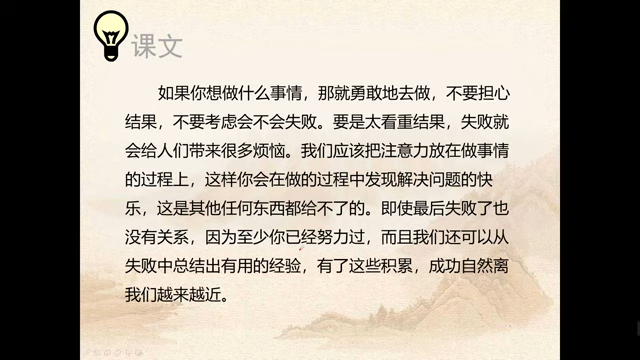 课文
如果你想做什么事情，那就勇敢地去做，不要担心
结果，不要考虑会不会失败。要是太看重结果，失败就
会给人们带来很多烦恼。我们应该把注意力放在做事情
的过程上，这样你会在做的过程中发现解决问题的快
乐，这是其他任何东西都给不了的。即使最后失败了也
没有关系，因为至少你已经努力过，而且我们还可以从
失败中总结出有用的经验，有了这些积累，成功自然离
我们越来越近。